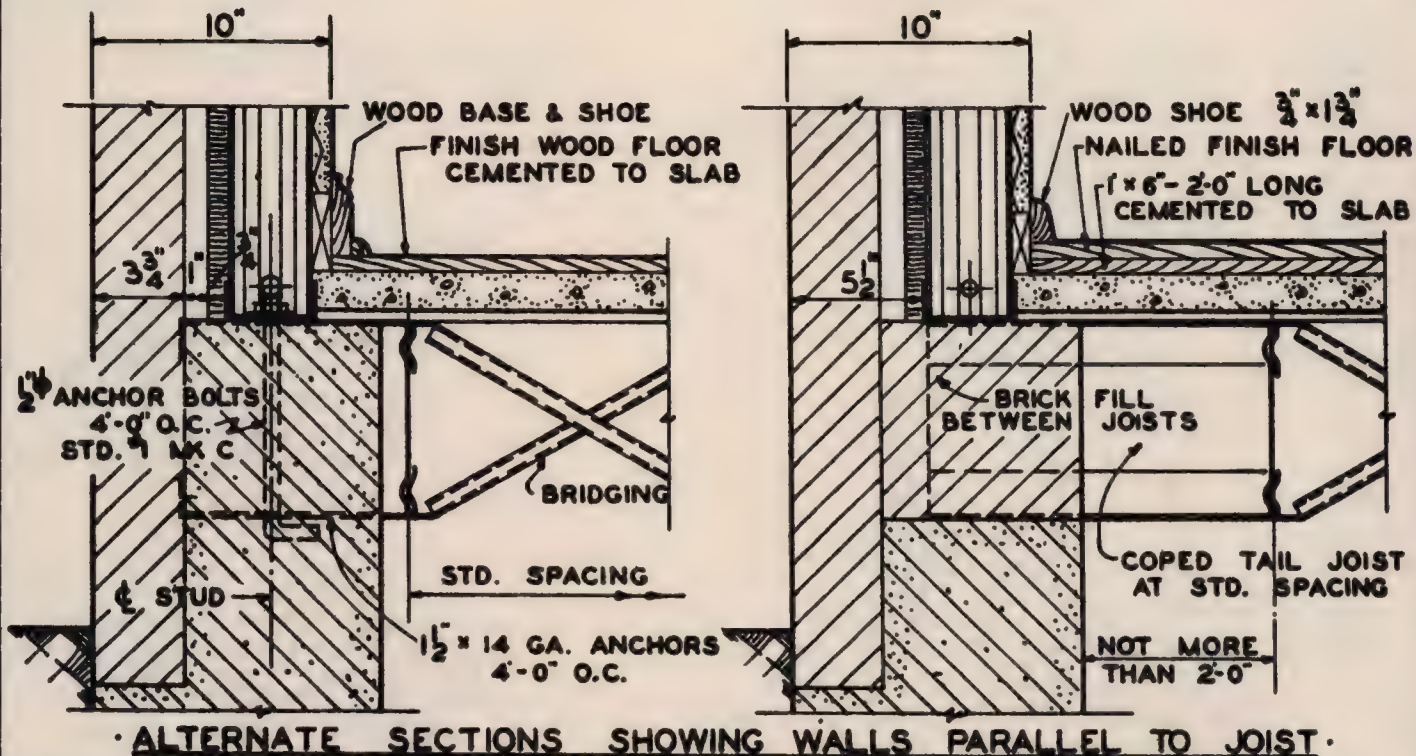 10"
WOOD BASE & SHOE
FINISH WOOD FLOOR
CEMENTED TO SLAB
3 3/4"
1"
3/4"
1/2"ϕ ANCHOR BOLTS
4'-0" O.C.
STD. #1 MK C
BRIDGING
STD. SPACING
℄ STUD
1 1/2" × 14 GA. ANCHORS
4'-0" O.C.
10"
WOOD SHOE 3/4" × 1 3/4"
NAILED FINISH FLOOR
1" × 6" - 2'-0" LONG
CEMENTED TO SLAB
5 1/2"
BRICK FILL
BETWEEN JOISTS
COPED TAIL JOIST
AT STD. SPACING
NOT MORE
THAN 2'-0"
· ALTERNATE SECTIONS SHOWING WALLS PARALLEL TO JOIST ·